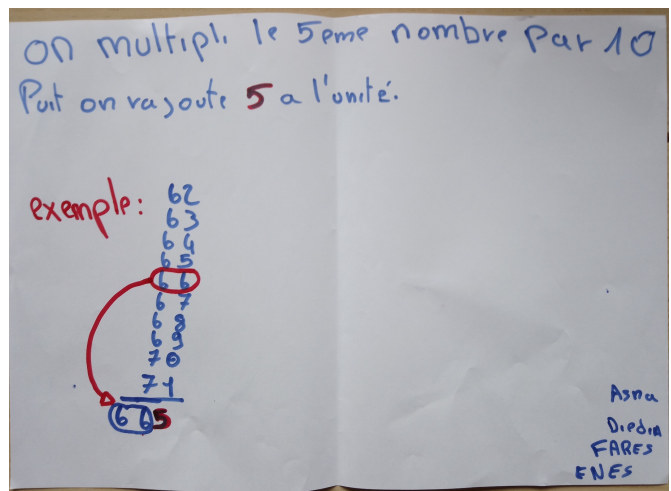 on multipli le 5eme nombre par 10
Puit on rajoute 5 a l'unité.
exemple:
62
63
64
65
66
67
68
69
70
71
665
Asna
Diedin
FARES
ENES